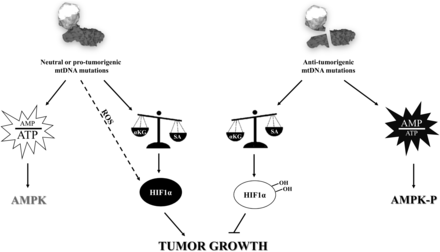 Neutral or pro-tumorigenic
mtDNA mutations
Anti-tumorigenic
mtDNA mutations
ROS
AMP
ATP
αKG
SA
αKG
SA
AMP
ATP
AMPK
HIF1α
HIF1α
OH
OH
AMPK-P
TUMOR GROWTH